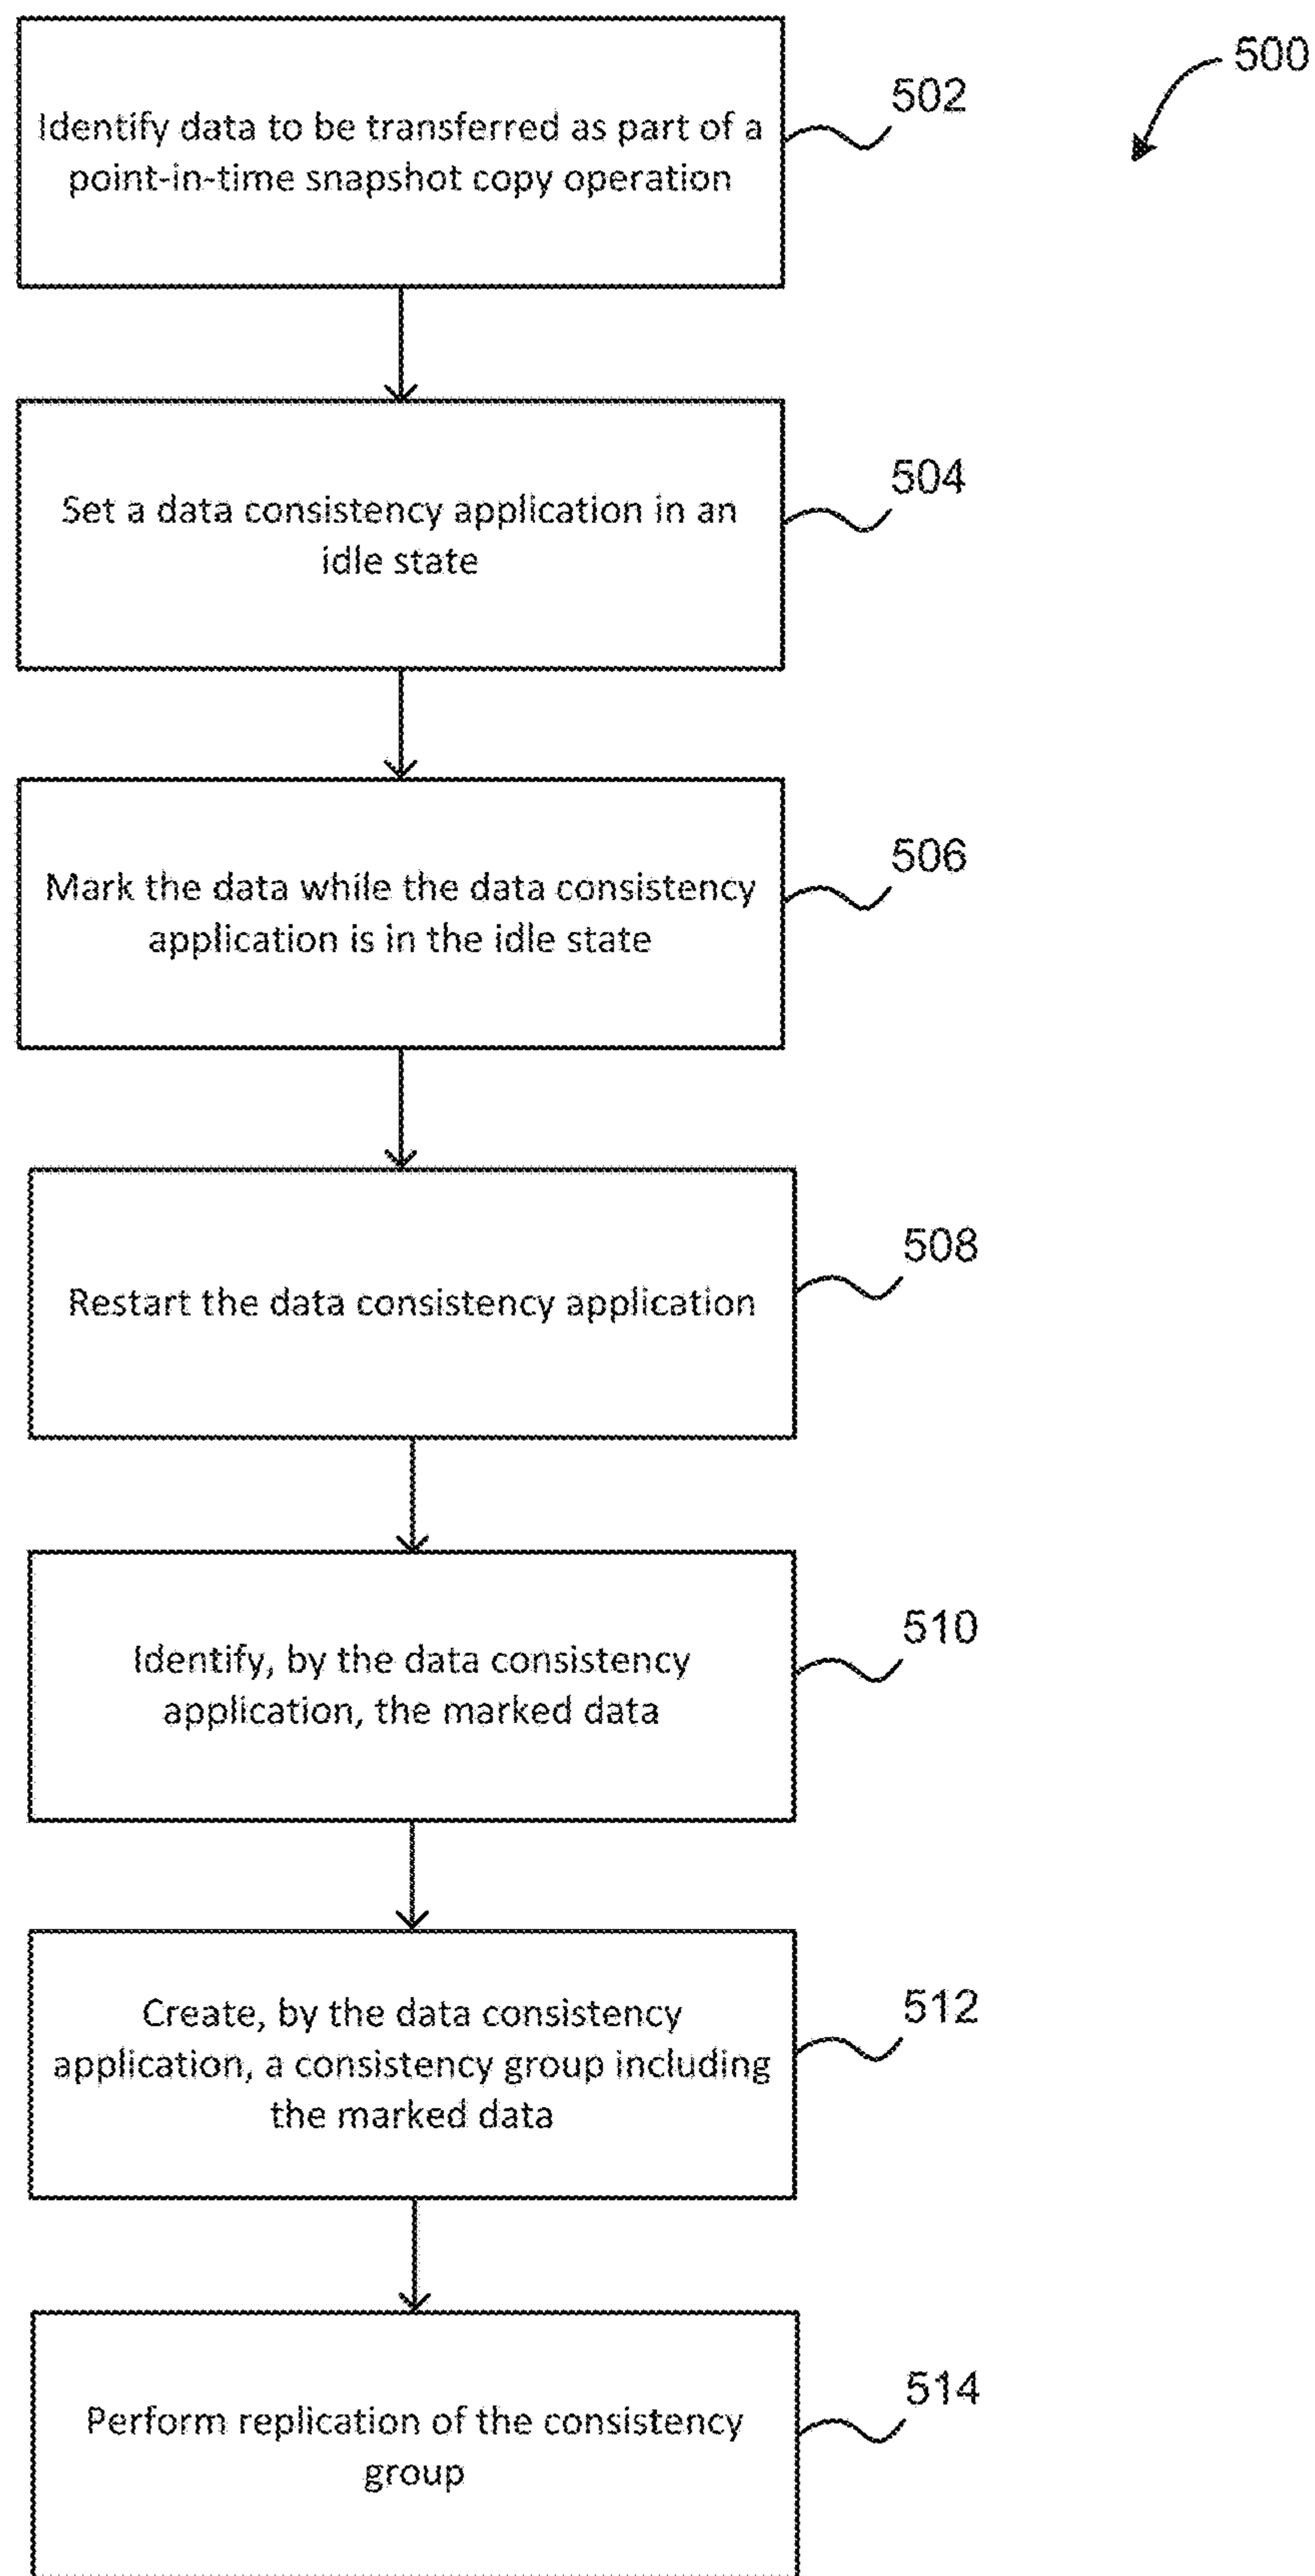 500
Identify data to be transferred as part of a
point-in-time snapshot copy operation
502
Set a data consistency application in an
idle state
504
Mark the data while the data consistency
application is in the idle state
506
Restart the data consistency application
508
Identify, by the data consistency
application, the marked data
510
Create, by the data consistency
application, a consistency group including
the marked data
512
Perform replication of the consistency
group
514